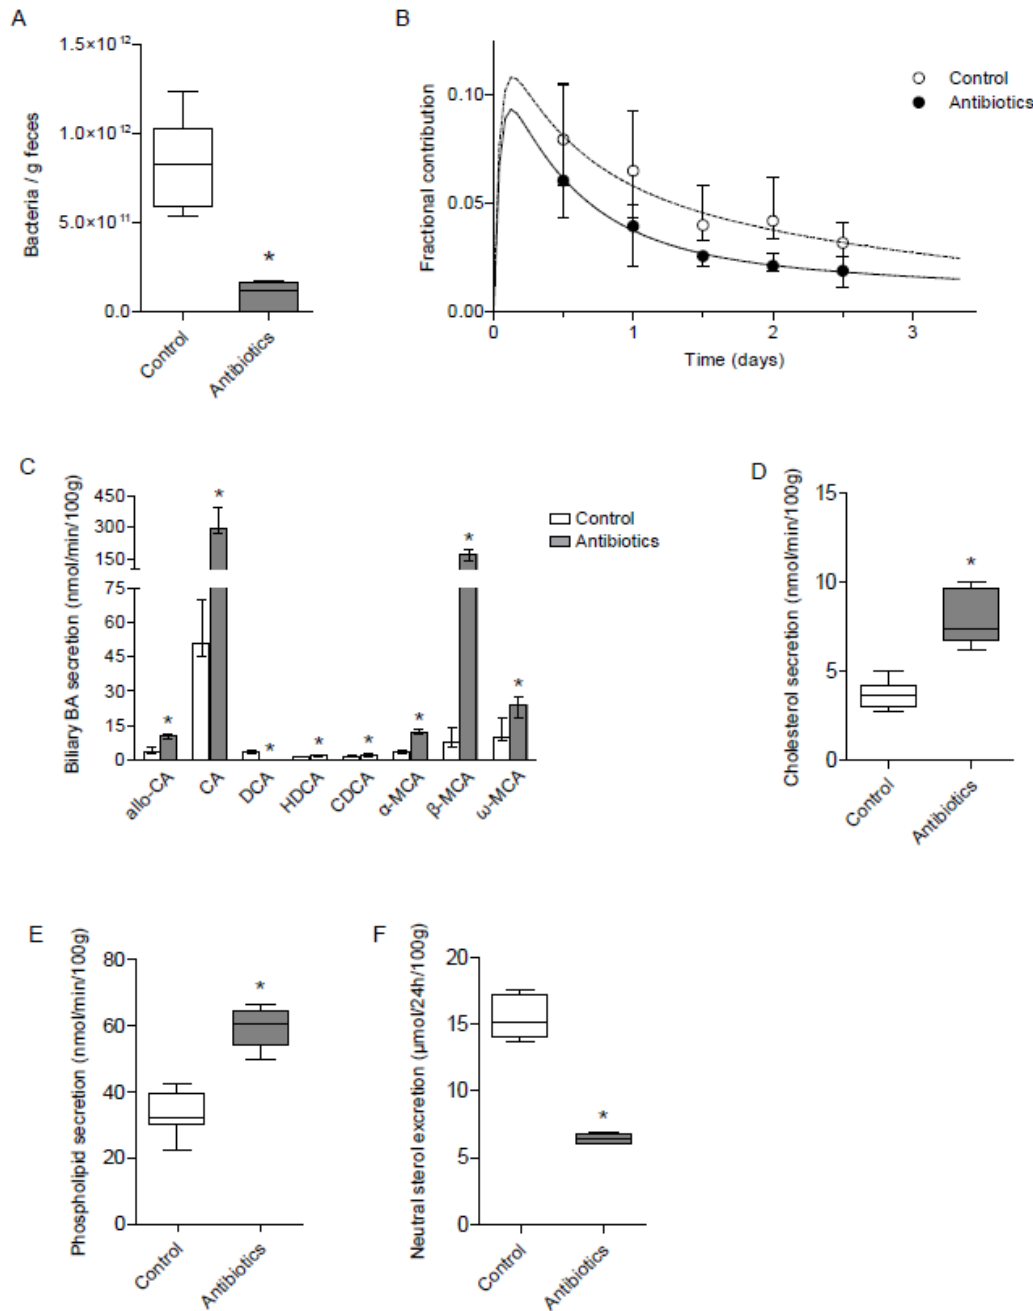 A
Bacteria / g feces
1.5×10¹²
1.0×10¹²
5.0×10¹¹
0.0
*
Control
Antibiotics
B
Fractional contribution
0.10
0.05
0.00
0
1
2
3
Time (days)
Control
Antibiotics
C
Biliary BA secretion (nmol/min/100g)
450
300
150
75
60
45
30
15
0
*
*
*
*
*
*
*
*
allo-CA
CA
DCA
HDCA
CDCA
α-MCA
β-MCA
ω-MCA
Control
Antibiotics
D
Cholesterol secretion (nmol/min/100g)
15
10
5
0
*
Control
Antibiotics
E
Phospholipid secretion (nmol/min/100g)
80
60
40
20
0
*
Control
Antibiotics
F
Neutral sterol excretion (µmol/24h/100g)
20
15
10
5
0
*
Control
Antibiotics